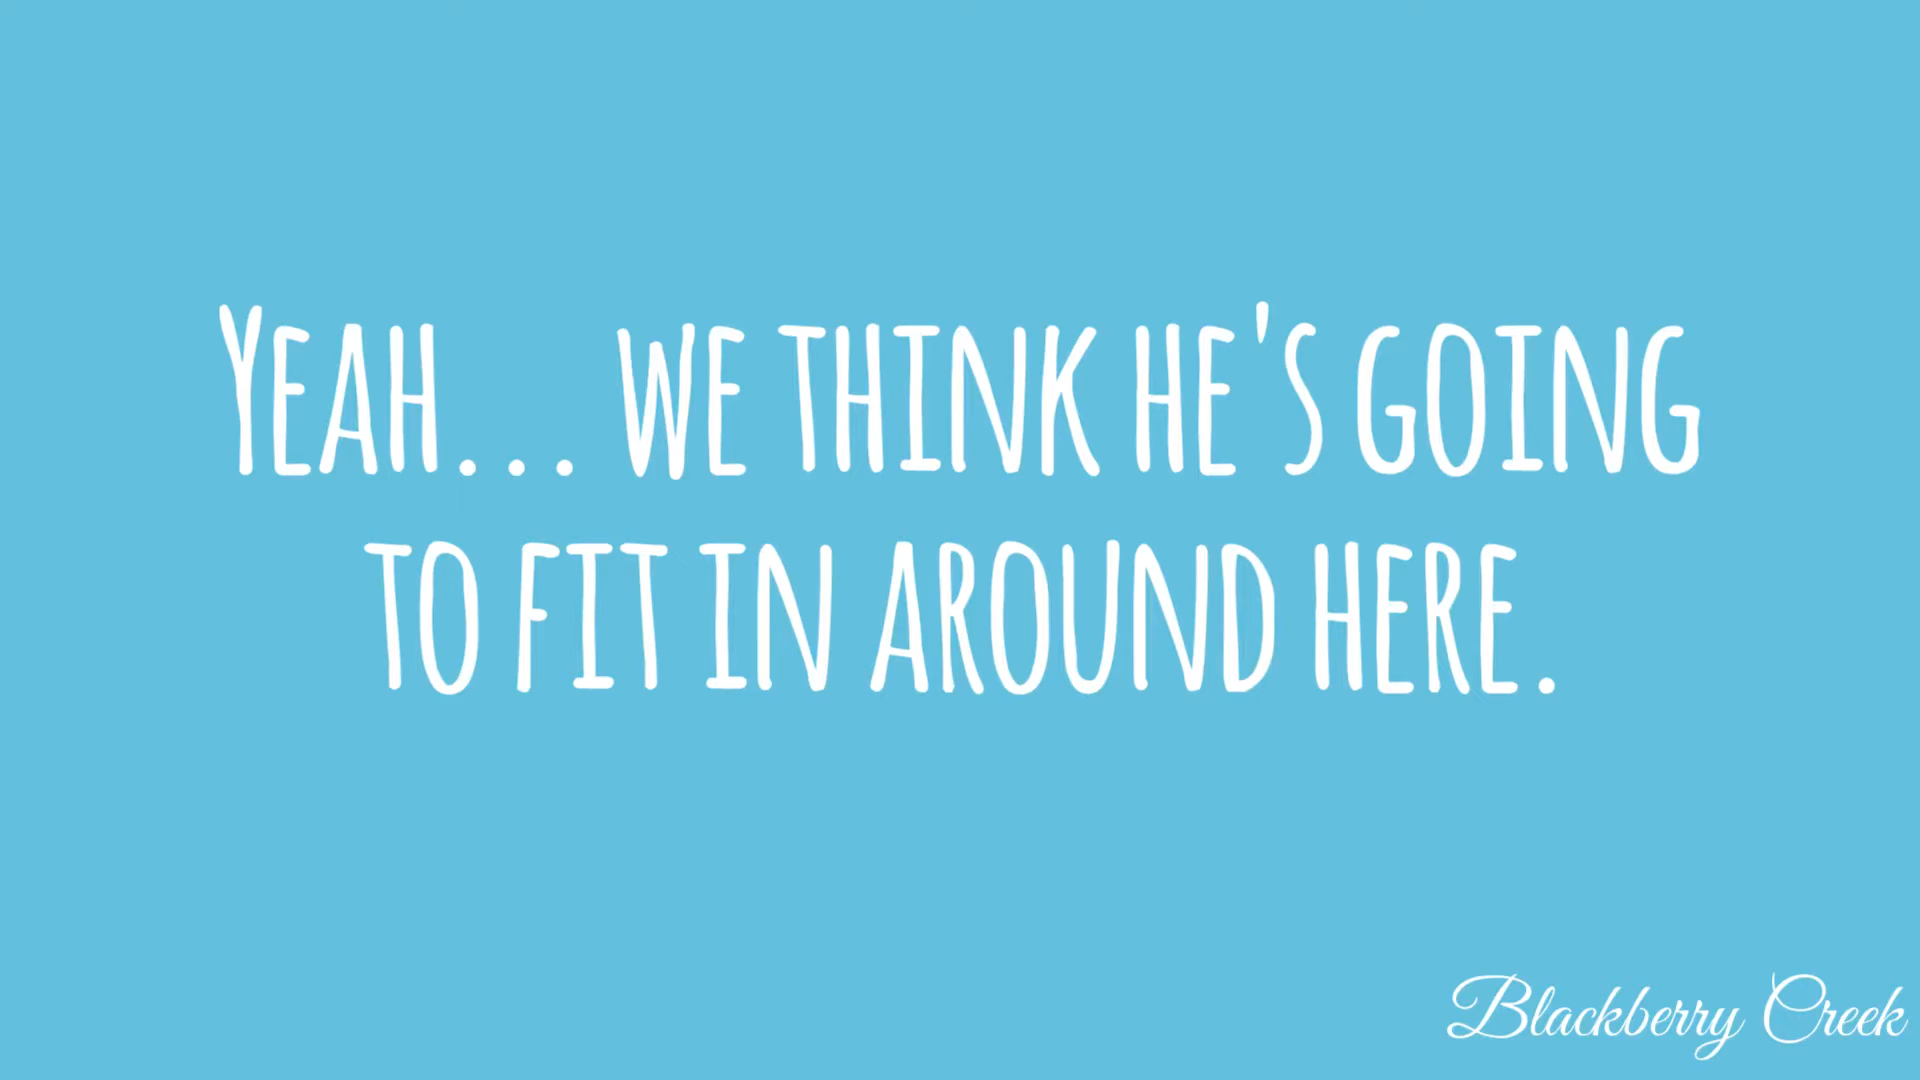 Yeah... we think he's going
to fit in around here.
Blackberry Creek